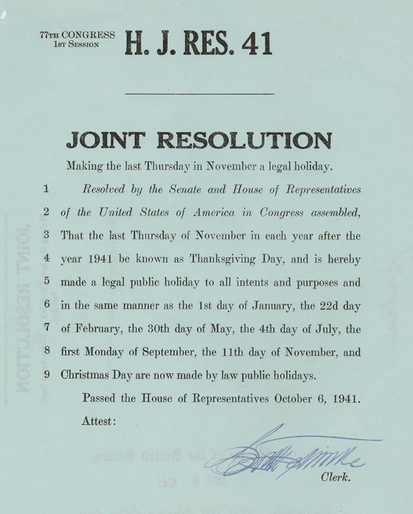 77TH CONGRESS
1ST SESSION
H. J. RES. 41
JOINT RESOLUTION
Making the last Thursday in November a legal holiday.
1 Resolved by the Senate and House of Representatives
2 of the United States of America in Congress assembled,
3 That the last Thursday of November in each year after the
4 year 1941 be known as Thanksgiving Day, and is hereby
5 made a legal public holiday to all intents and purposes and
6 in the same manner as the 1st day of January, the 22d day
7 of February, the 30th day of May, the 4th day of July, the
8 first Monday of September, the 11th day of November, and
9 Christmas Day are now made by law public holidays.
Passed the House of Representatives October 6, 1941.
Attest:
Clerk.